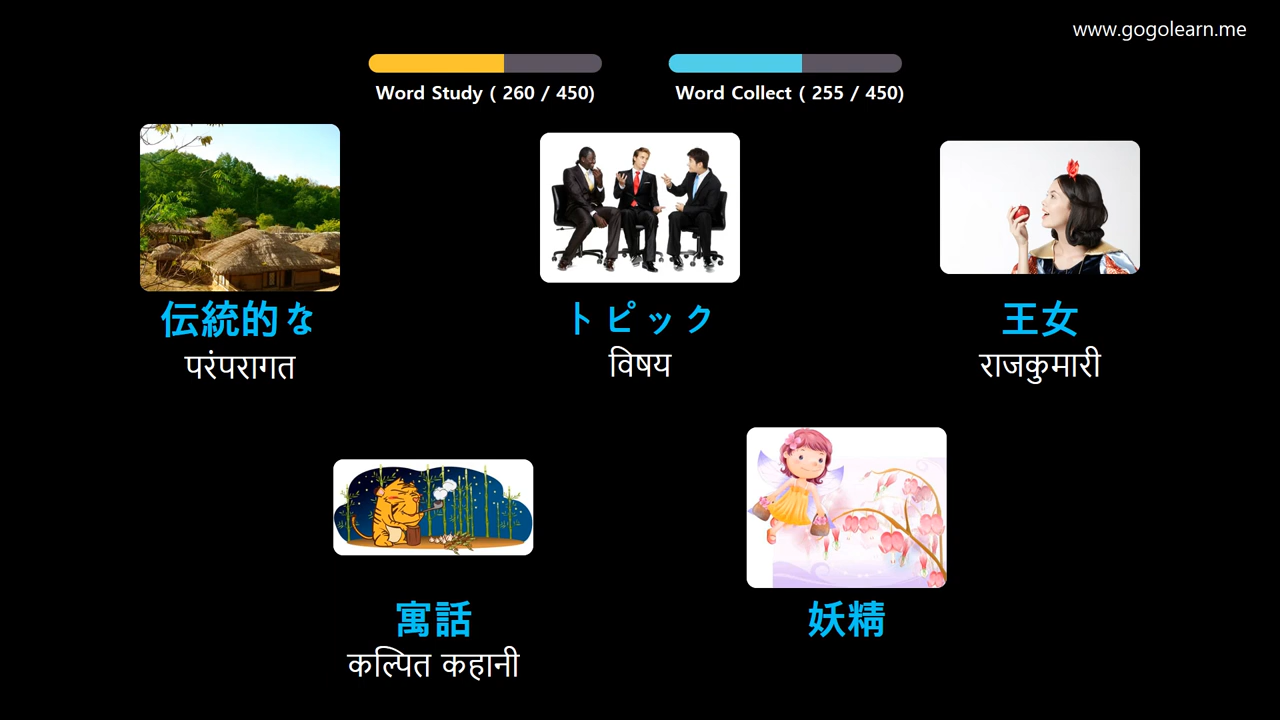 www.gogolearn.me
Word Study ( 260 / 450)
Word Collect ( 255 / 450)
伝統的な
परंपरागत
トピック
विषय
王女
राजकुमारी
寓話
कल्पित कहानी
妖精